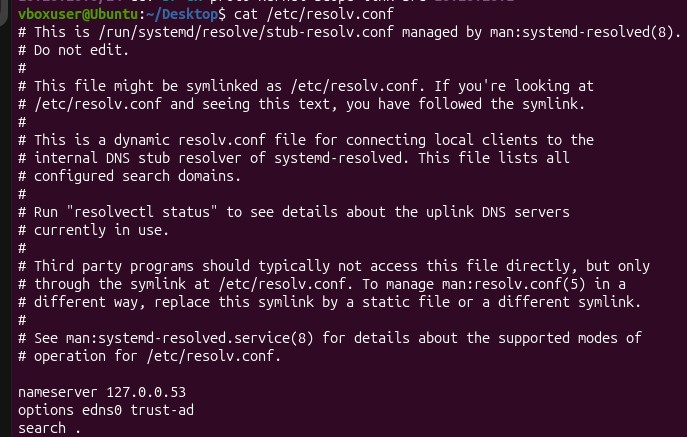 vboxuser@Ubuntu:~/Desktop$ cat /etc/resolv.conf
# This is /run/systemd/resolve/stub-resolv.conf managed by man:systemd-resolved(8).
# Do not edit.
#
# This file might be symlinked as /etc/resolv.conf. If you're looking at
# /etc/resolv.conf and seeing this text, you have followed the symlink.
#
# This is a dynamic resolv.conf file for connecting local clients to the
# internal DNS stub resolver of systemd-resolved. This file lists all
# configured search domains.
#
# Run "resolvectl status" to see details about the uplink DNS servers
# currently in use.
#
# Third party programs should typically not access this file directly, but only
# through the symlink at /etc/resolv.conf. To manage man:resolv.conf(5) in a
# different way, replace this symlink by a static file or a different symlink.
#
# See man:systemd-resolved.service(8) for details about the supported modes of
# operation for /etc/resolv.conf.

nameserver 127.0.0.53
options edns0 trust-ad
search .